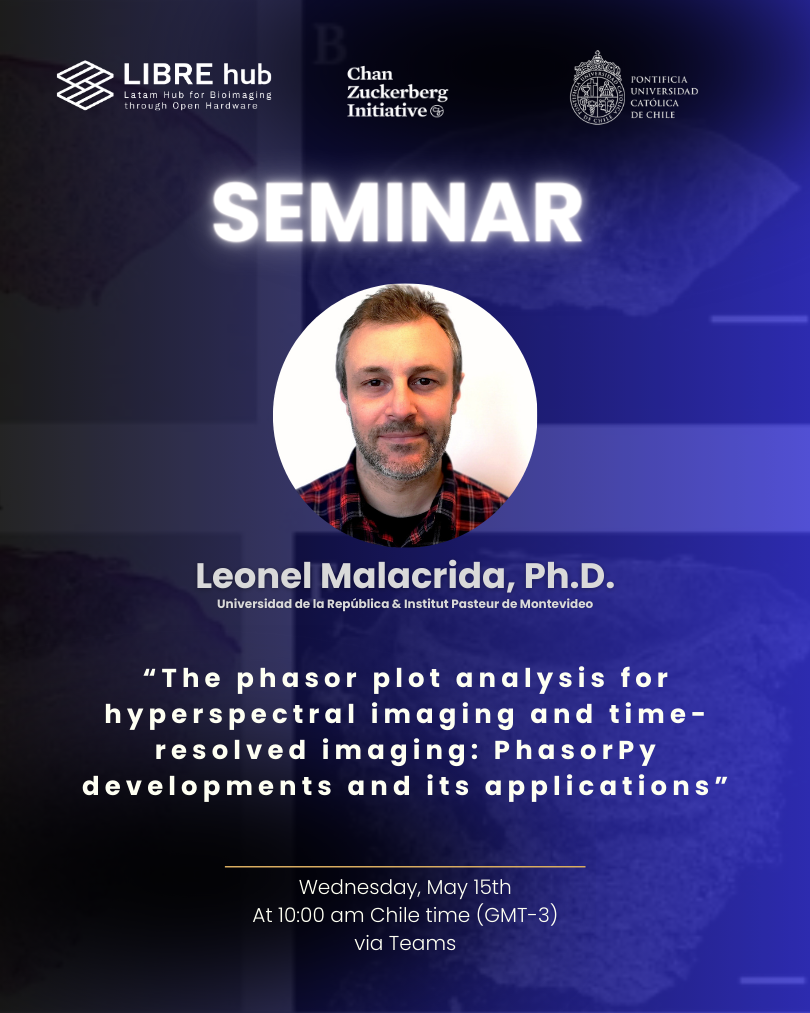 B
LIBRE hub
Latam Hub for Bioimaging
through Open Hardware
Chan
Zuckerberg
Initiative
PONTIFICIA
UNIVERSIDAD
CATÓLICA
DE CHILE
SEMINAR
Leonel Malacrida, Ph.D.
Universidad de la República & Institut Pasteur de Montevideo
“The phasor plot analysis for
hyperspectral imaging and time-
resolved imaging: PhasorPy
developments and its applications”
Wednesday, May 15th
At 10:00 am Chile time (GMT-3)
via Teams